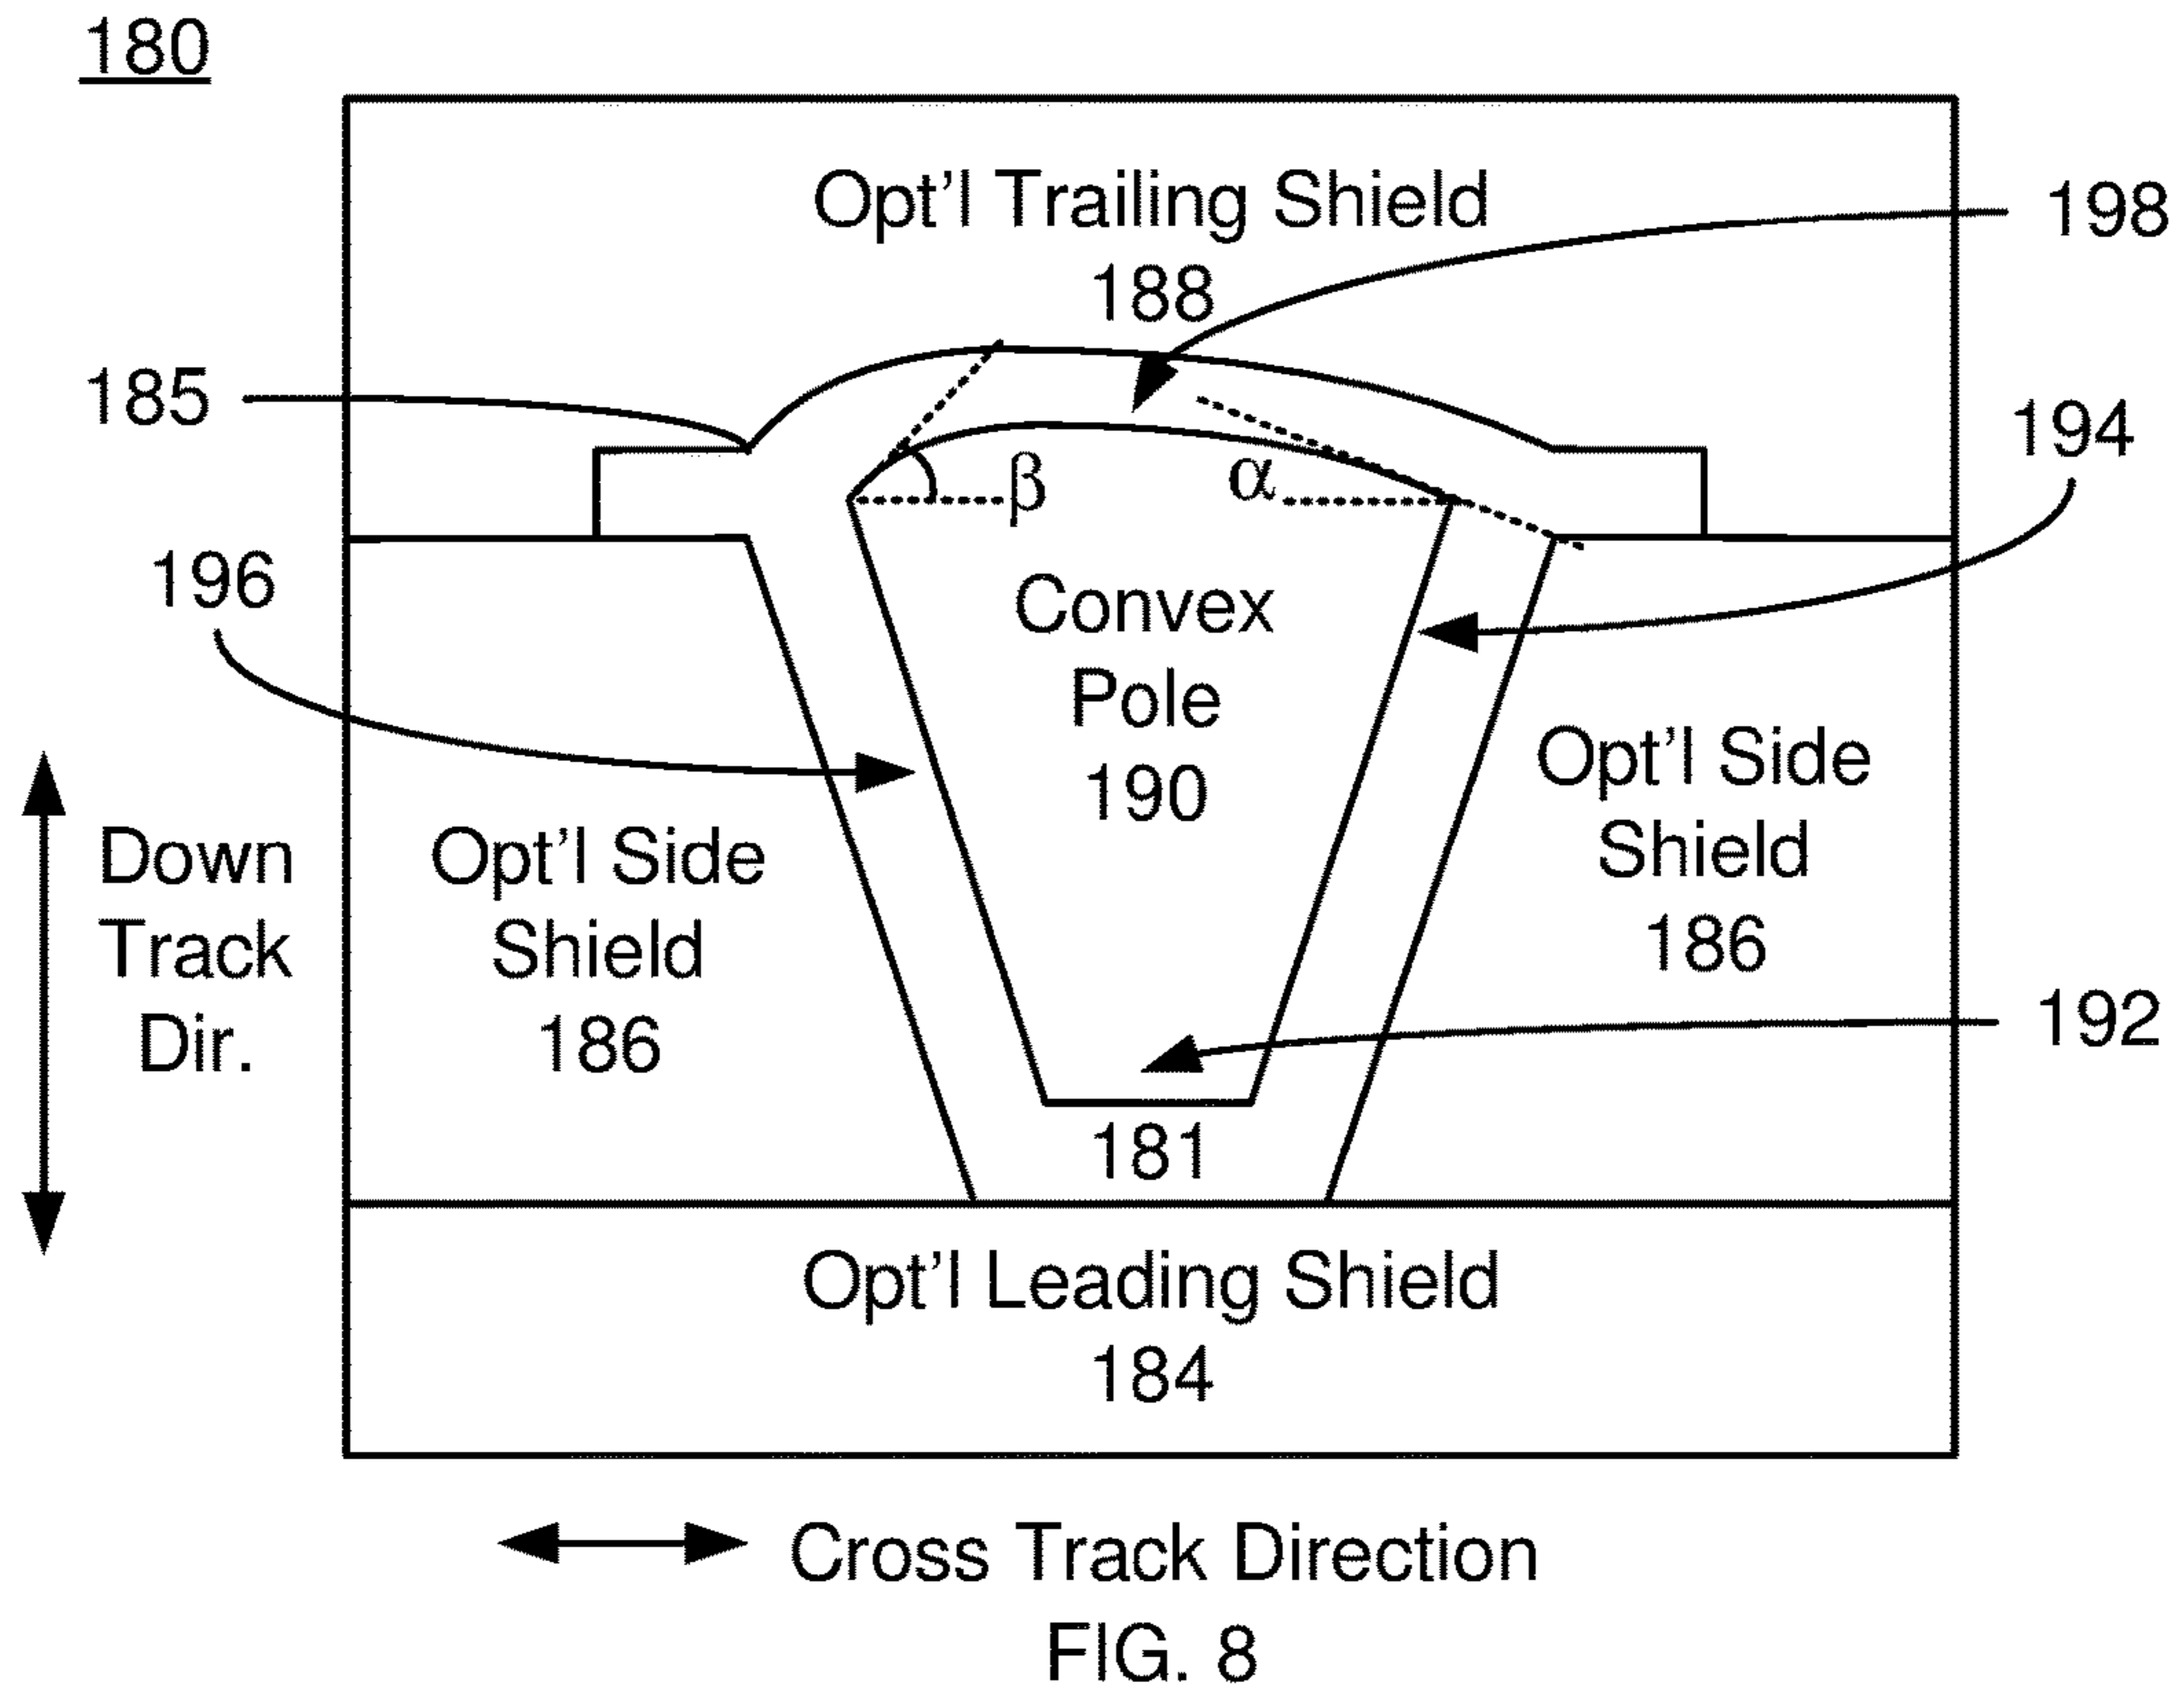 180
Opt'l Trailing Shield
188
198
185
194
β
α
196
Convex
Pole
190
Opt'l Side
Shield
186
Down
Track
Dir.
Opt'l Side
Shield
186
192
181
Opt'l Leading Shield
184
Cross Track Direction
FIG. 8